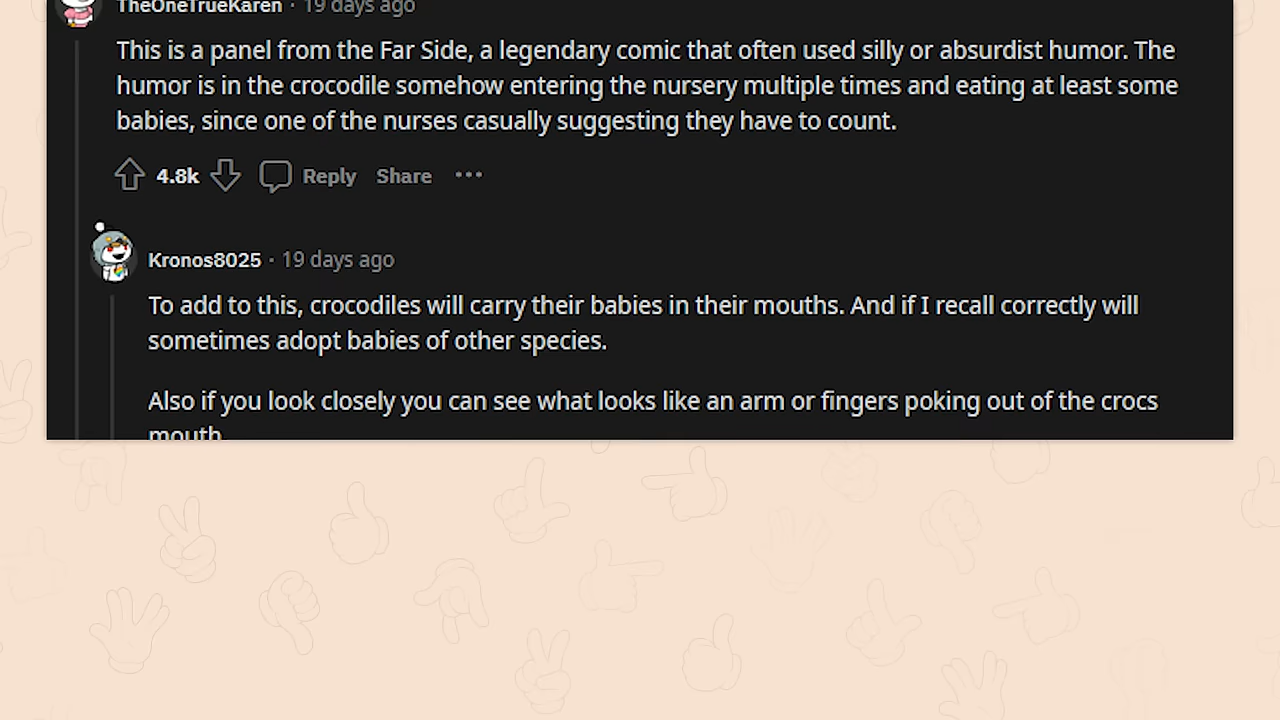 TheOneTrueKaren · 19 days ago
This is a panel from the Far Side, a legendary comic that often used silly or absurdist humor. The
humor is in the crocodile somehow entering the nursery multiple times and eating at least some
babies, since one of the nurses casually suggesting they have to count.
4.8k Reply Share
Kronos8025 · 19 days ago
To add to this, crocodiles will carry their babies in their mouths. And if I recall correctly will
sometimes adopt babies of other species.
Also if you look closely you can see what looks like an arm or fingers poking out of the crocs
mouth